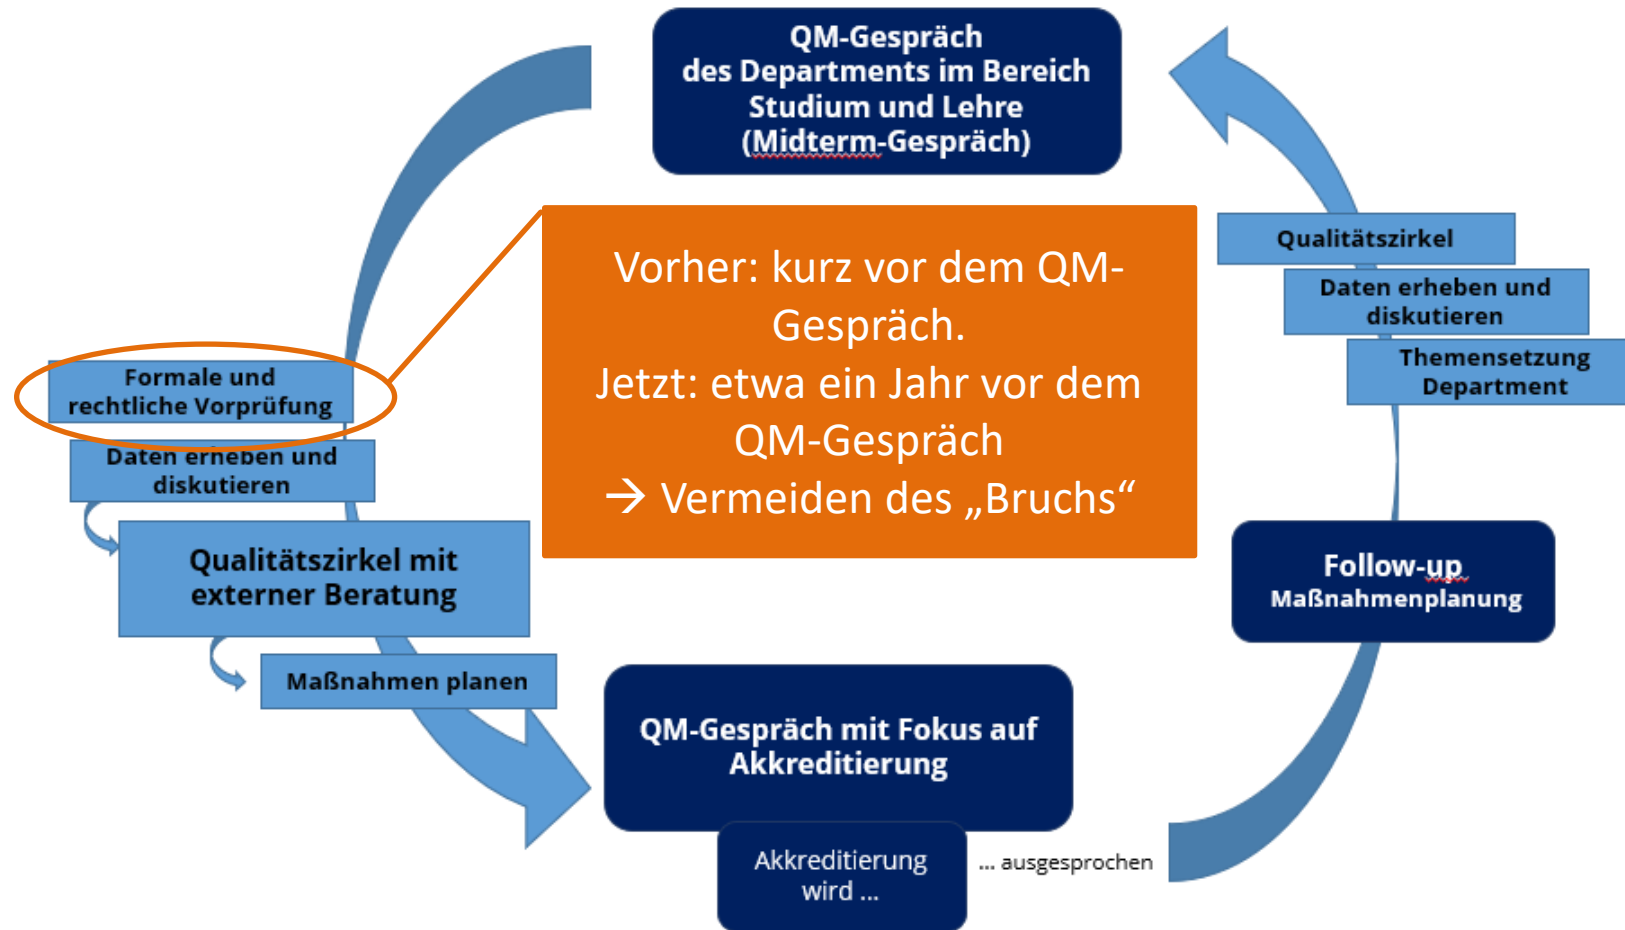 QM-Gespräch
des Departments im Bereich
Studium und Lehre
(Midterm-Gespräch)
Vorher: kurz vor dem QM-
Gespräch.
Jetzt: etwa ein Jahr vor dem
QM-Gespräch
→ Vermeiden des „Bruchs“
Qualitätszirkel
Daten erheben und
diskutieren
Themensetzung
Department
Formale und
rechtliche Vorprüfung
Daten erheben und
diskutieren
Qualitätszirkel mit
externer Beratung
Maßnahmen planen
Follow-up
Maßnahmenplanung
QM-Gespräch mit Fokus auf
Akkreditierung
Akkreditierung
wird ...
... ausgesprochen